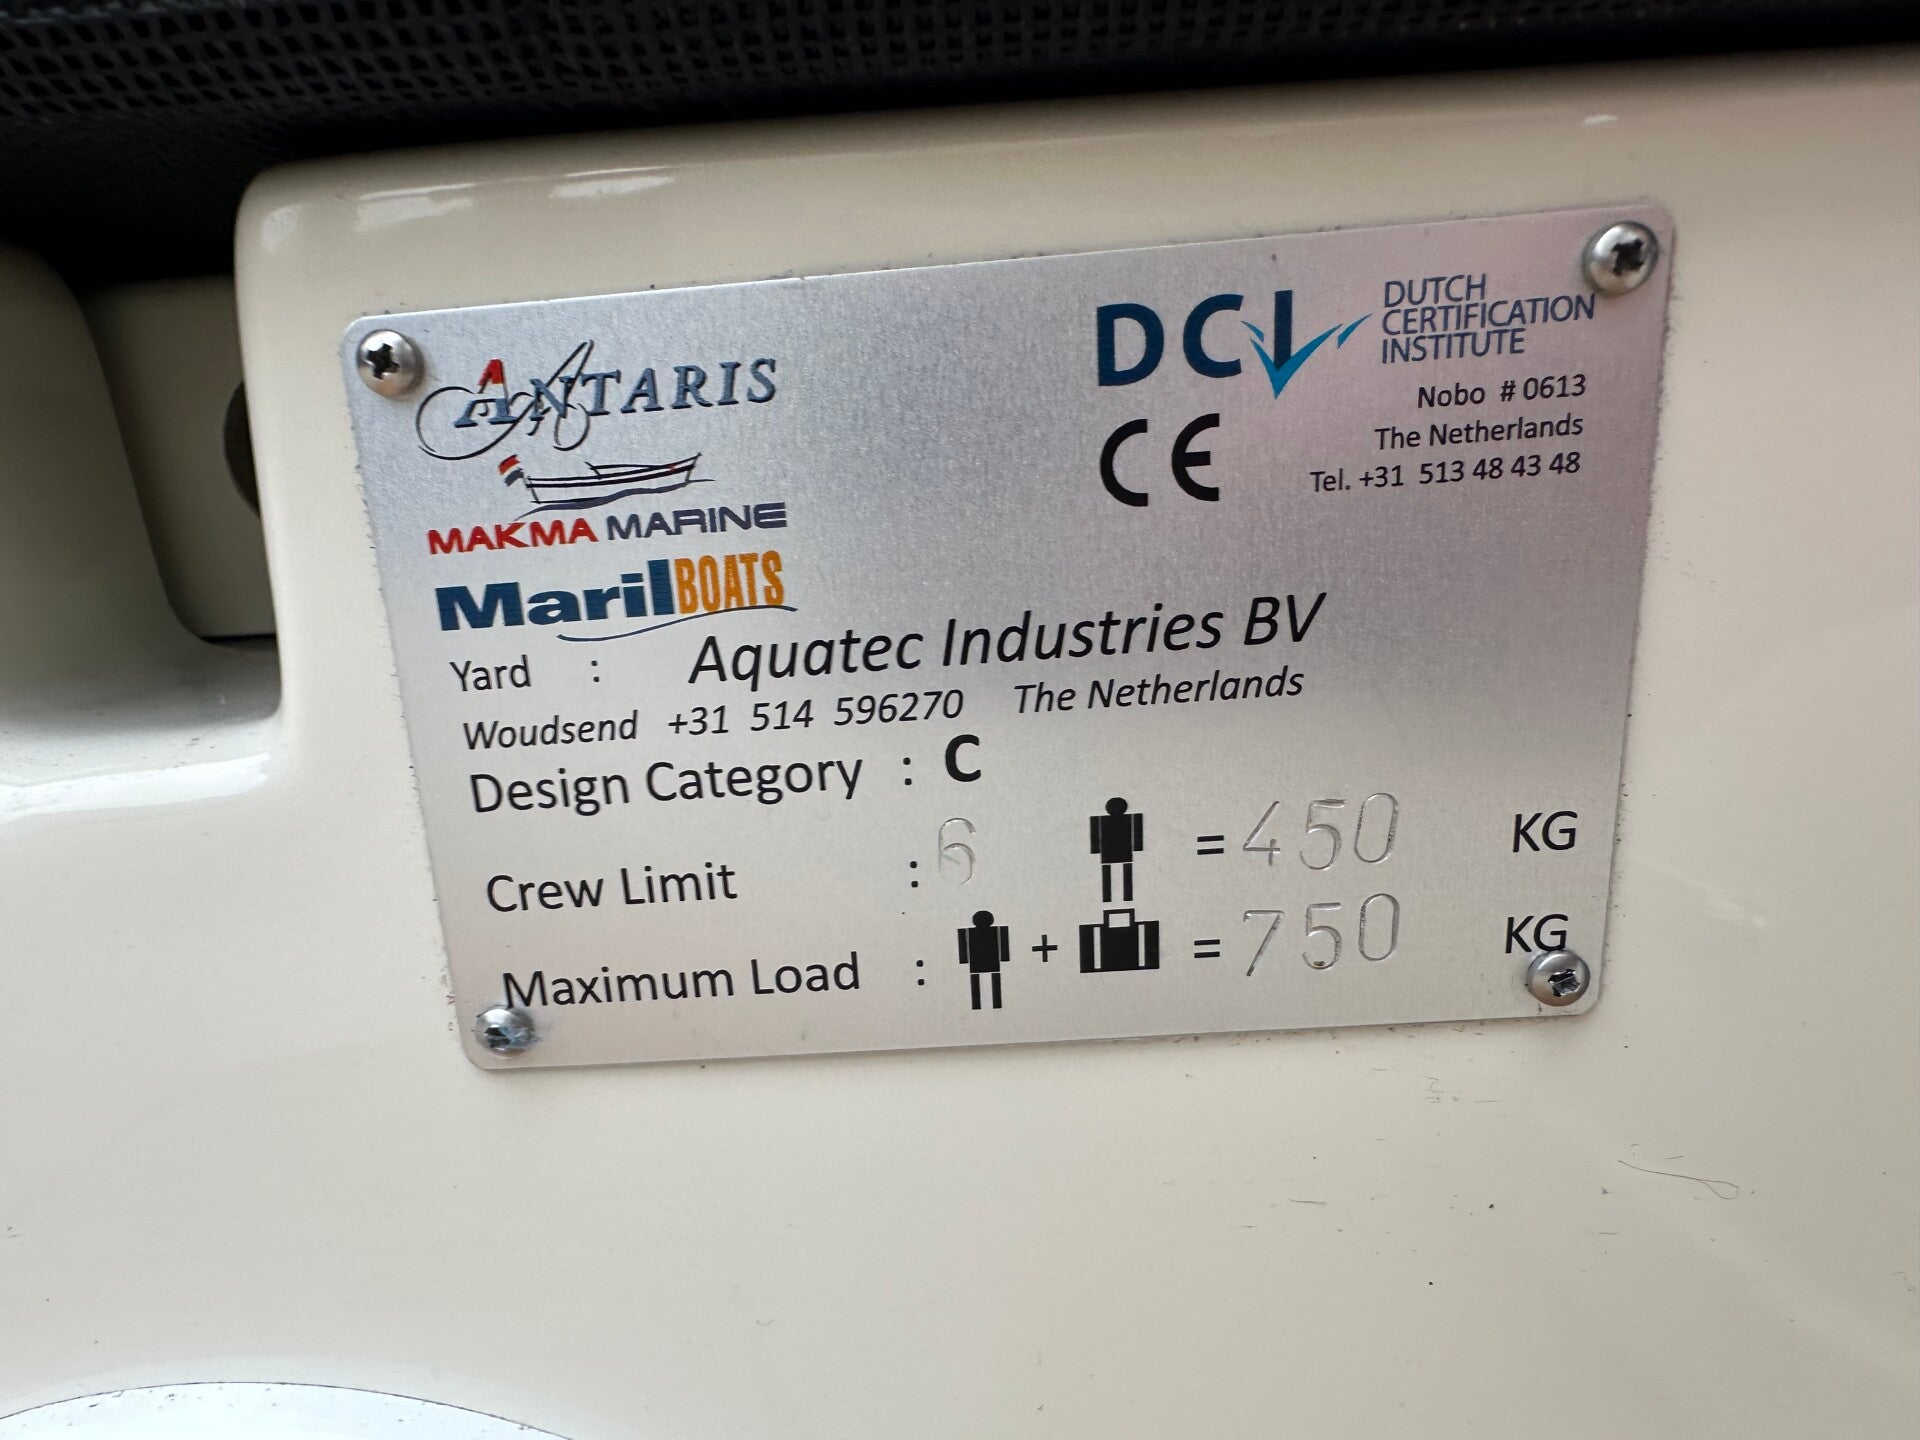 ANTARIS
MAKMA MARINE
Maril BOATS
DCI DUTCH
CERTIFICATION
INSTITUTE
Nobo # 0613
The Netherlands
Tel. +31 513 48 43 48
CE
Yard : Aquatec Industries BV
Woudsend +31 514 596270 The Netherlands
Design Category : C
Crew Limit : 6 = 450 KG
Maximum Load : + = 750 KG